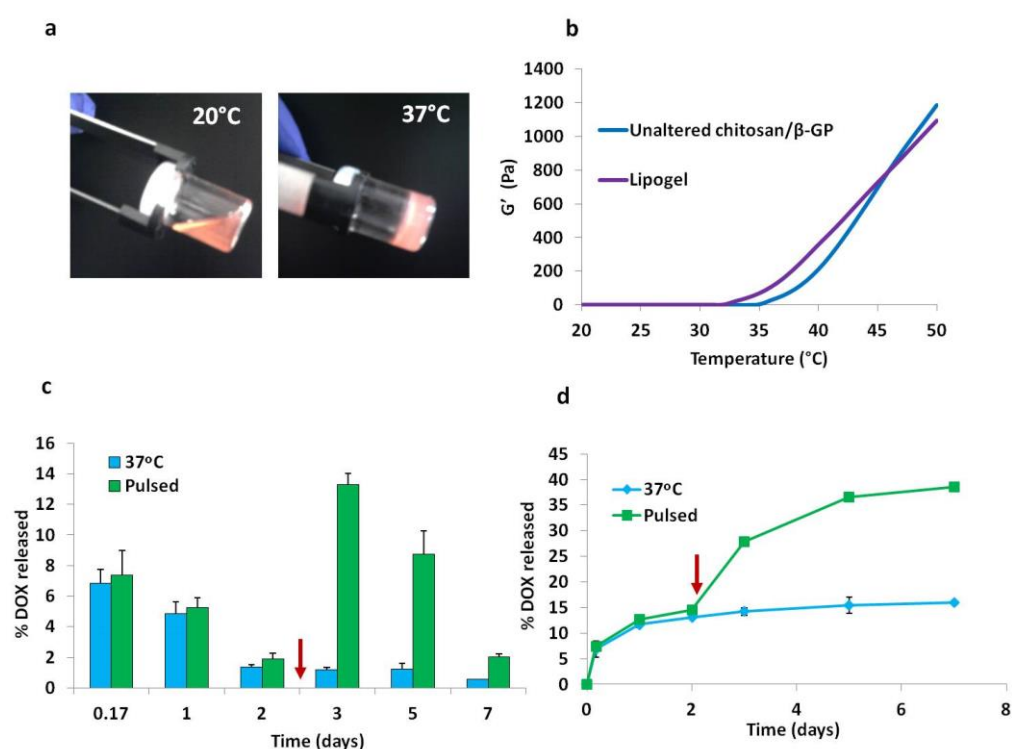 a
20°C
37°C
b
G’ (Pa)
1400
1200
1000
800
600
400
200
0
Unaltered chitosan/β-GP
Lipogel
20 25 30 35 40 45 50
Temperature (°C)
c
% DOX released
16
14
12
10
8
6
4
2
0
37ºC
Pulsed
0.17 1 2 3 5 7
Time (days)
d
% DOX released
45
40
35
30
25
20
15
10
5
0
37ºC
Pulsed
0 2 4 6 8
Time (days)